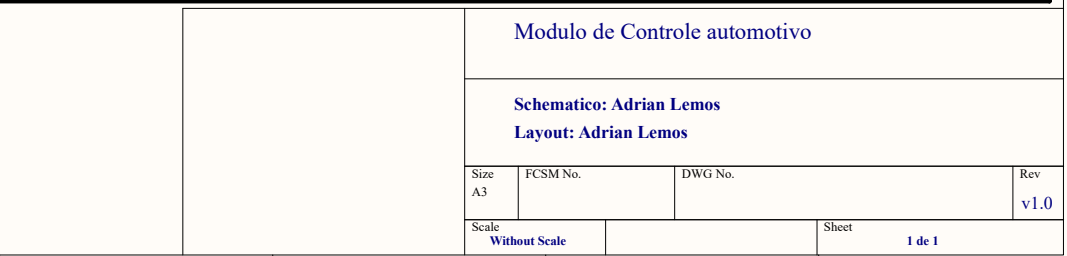 Modulo de Controle automotivo
Schematico: Adrian Lemos
Layout: Adrian Lemos
Size FCSM No. DWG No. Rev
A3
v1.0
Scale Sheet
Without Scale 1 de 1